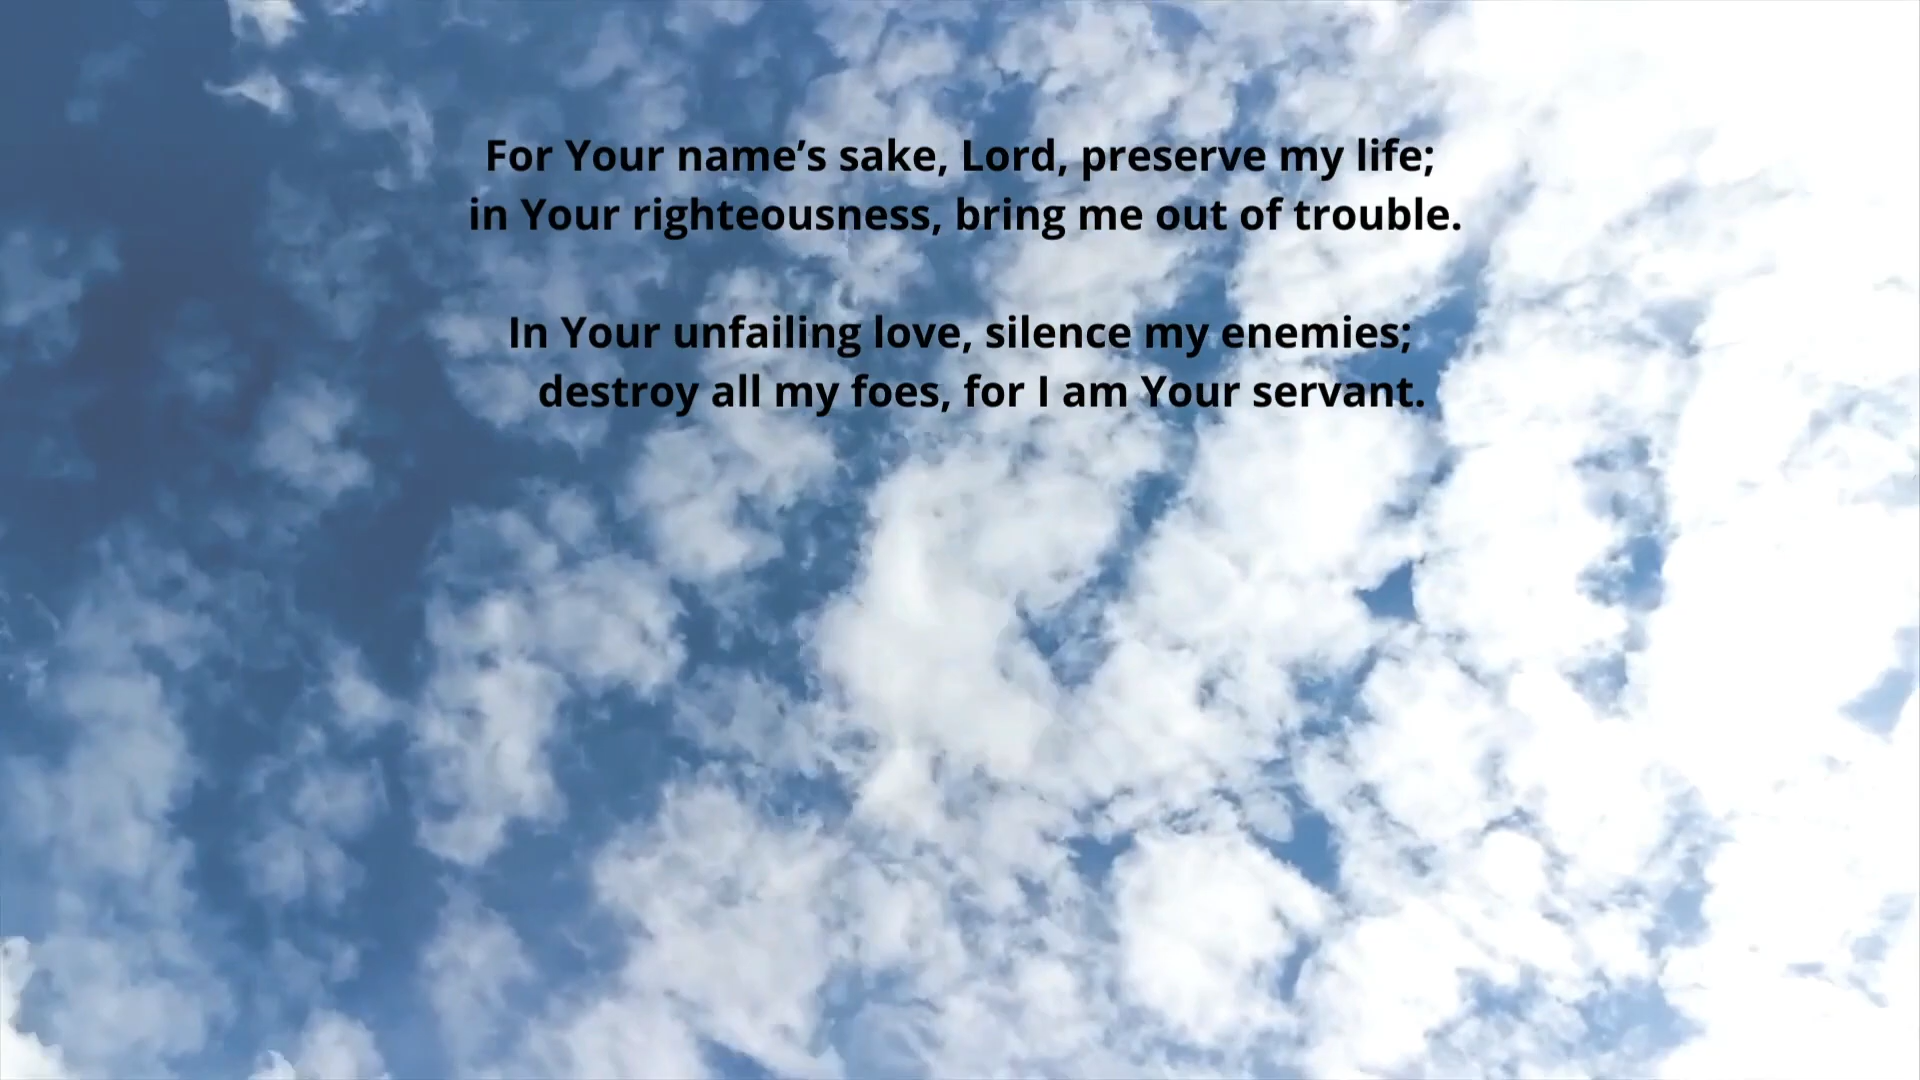 For Your name’s sake, Lord, preserve my life;
in Your righteousness, bring me out of trouble.
In Your unfailing love, silence my enemies;
destroy all my foes, for I am Your servant.